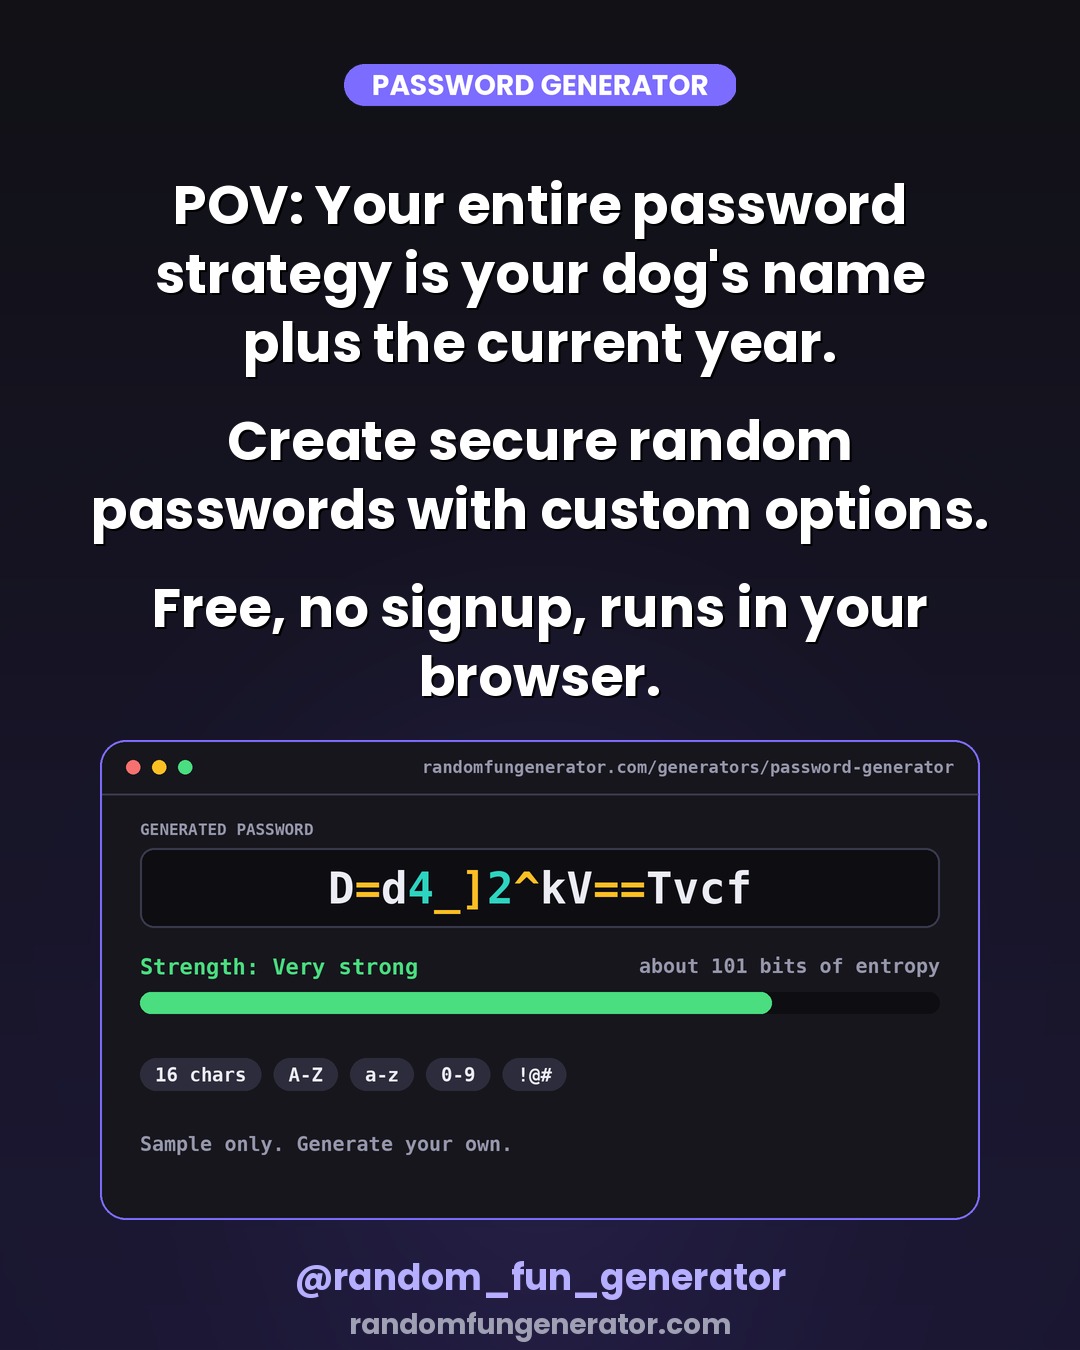 PASSWORD GENERATOR
POV: Your entire password
strategy is your dog's name
plus the current year.
Create secure random
passwords with custom options.
Free, no signup, runs in your
browser.
randomfungenerator.com/generators/password-generator
GENERATED PASSWORD
D=d4_]2^kV==Tvcf
Strength: Very strong
about 101 bits of entropy
16 chars A-Z a-z 0-9 !@#
Sample only. Generate your own.
@random_fun_generator
randomfungenerator.com